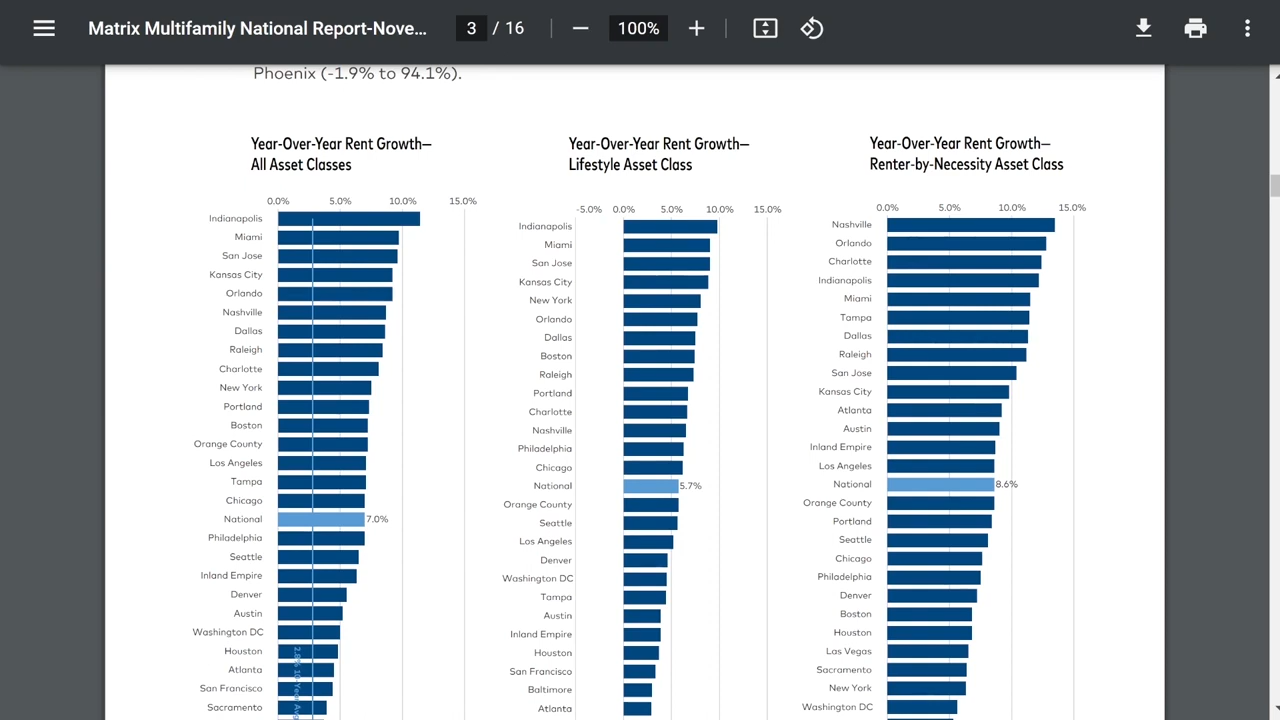 Matrix Multifamily National Report-Nove...
3 / 16
100%
Phoenix (-1.9% to 94.1%).
Year-Over-Year Rent Growth—
All Asset Classes
0.0% 5.0% 10.0% 15.0%
Indianapolis
Miami
San Jose
Kansas City
Orlando
Nashville
Dallas
Raleigh
Charlotte
New York
Portland
Boston
Orange County
Los Angeles
Tampa
Chicago
National 7.0%
Philadelphia
Seattle
Inland Empire
Denver
Austin
Washington DC
Houston
Atlanta
San Francisco
Sacramento
2.8% 10-Year Avg
Year-Over-Year Rent Growth—
Lifestyle Asset Class
-5.0% 0.0% 5.0% 10.0% 15.0%
Indianapolis
Miami
San Jose
Kansas City
New York
Orlando
Dallas
Boston
Raleigh
Portland
Charlotte
Nashville
Philadelphia
Chicago
National 5.7%
Orange County
Seattle
Los Angeles
Denver
Washington DC
Tampa
Austin
Inland Empire
Houston
San Francisco
Baltimore
Atlanta
Year-Over-Year Rent Growth—
Renter-by-Necessity Asset Class
0.0% 5.0% 10.0% 15.0%
Nashville
Orlando
Charlotte
Indianapolis
Miami
Tampa
Dallas
Raleigh
San Jose
Kansas City
Atlanta
Austin
Inland Empire
Los Angeles
National 8.6%
Orange County
Portland
Seattle
Chicago
Philadelphia
Denver
Boston
Houston
Las Vegas
Sacramento
New York
Washington DC